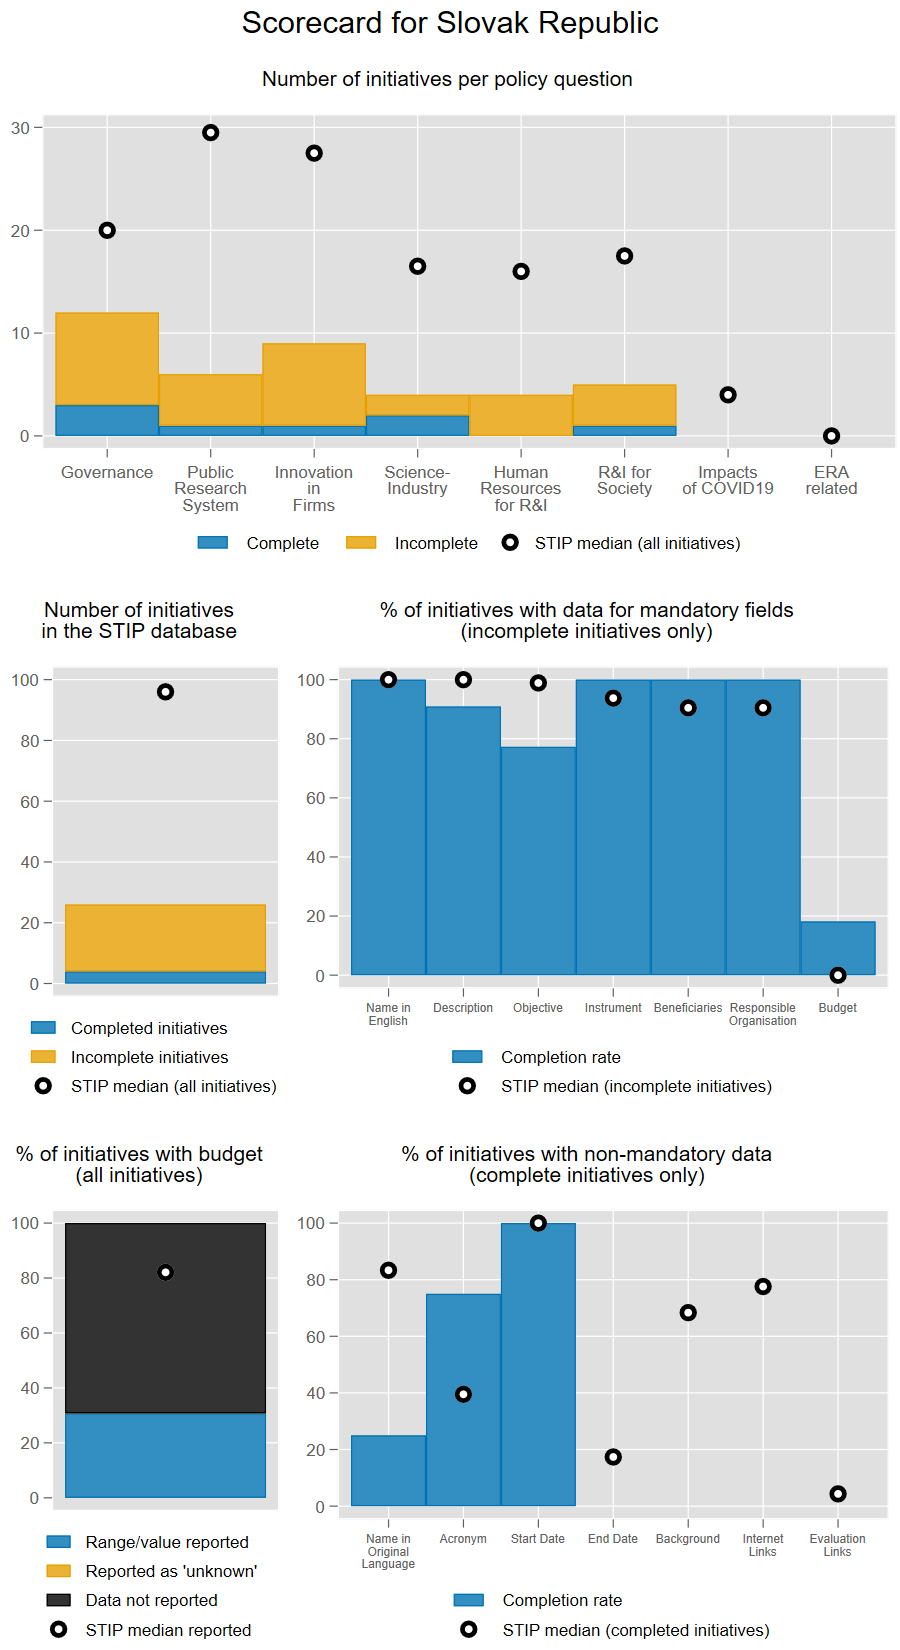 Scorecard for Slovak Republic
Number of initiatives per policy question
30
20
10
0
Governance
Public
Research
System
Innovation
in
Firms
Science-
Industry
Human
Resources
for R&I
R&I for
Society
Impacts
of COVID19
ERA
related
Complete
Incomplete
STIP median (all initiatives)
Number of initiatives
in the STIP database
100
80
60
40
20
0
Completed initiatives
Incomplete initiatives
STIP median (all initiatives)
% of initiatives with data for mandatory fields
(incomplete initiatives only)
100
80
60
40
20
0
Name in
English
Description
Objective
Instrument
Beneficiaries
Responsible
Organisation
Budget
Completion rate
STIP median (incomplete initiatives)
% of initiatives with budget
(all initiatives)
100
80
60
40
20
0
Range/value reported
Reported as 'unknown'
Data not reported
STIP median reported
% of initiatives with non-mandatory data
(complete initiatives only)
100
80
60
40
20
0
Name in
Original
Language
Acronym
Start Date
End Date
Background
Internet
Links
Evaluation
Links
Completion rate
STIP median (completed initiatives)